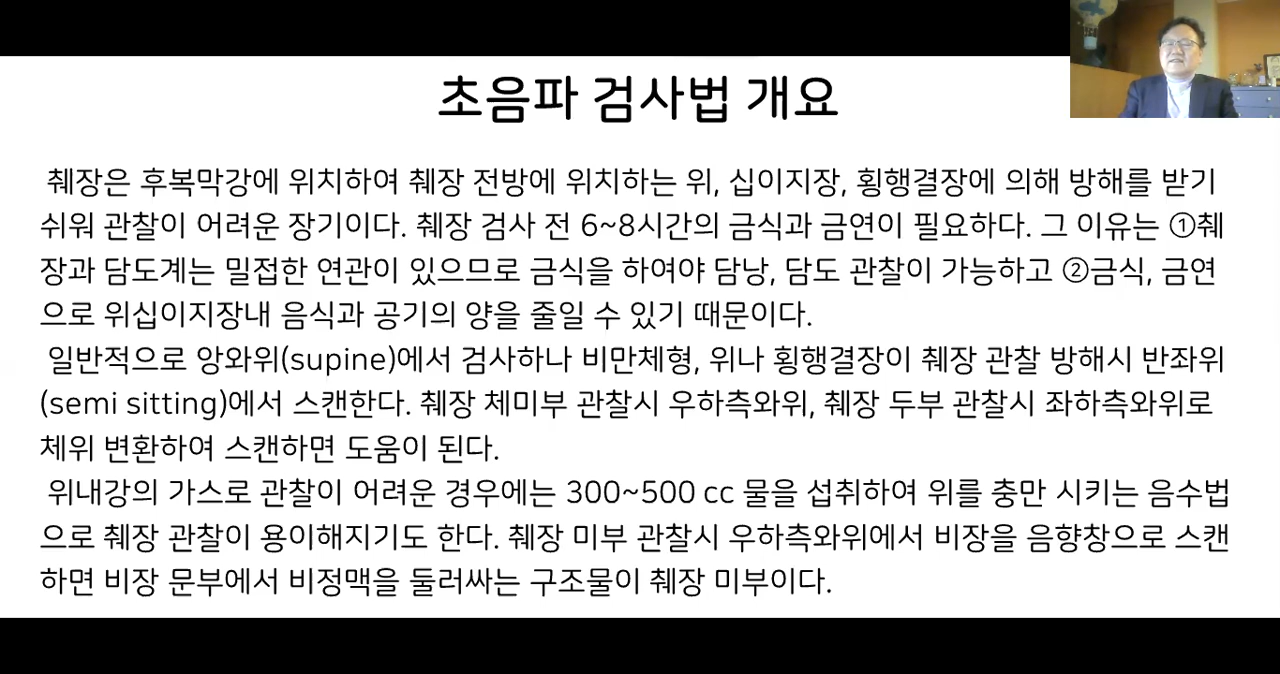 초음파 검사법 개요
췌장은 후복막강에 위치하여 췌장 전방에 위치하는 위, 십이지장, 횡행결장에 의해 방해를 받기
쉬워 관찰이 어려운 장기이다. 췌장 검사 전 6~8시간의 금식과 금연이 필요하다. 그 이유는 ①췌
장과 담도계는 밀접한 연관이 있으므로 금식을 하여야 담낭, 담도 관찰이 가능하고 ②금식, 금연
으로 위십이지장내 음식과 공기의 양을 줄일 수 있기 때문이다.
일반적으로 앙와위(supine)에서 검사하나 비만체형, 위나 횡행결장이 췌장 관찰 방해시 반좌위
(semi sitting)에서 스캔한다. 췌장 체미부 관찰시 우하측와위, 췌장 두부 관찰시 좌하측와위로
체위 변환하여 스캔하면 도움이 된다.
위내강의 가스로 관찰이 어려운 경우에는 300~500 cc 물을 섭취하여 위를 충만 시키는 음수법
으로 췌장 관찰이 용이해지기도 한다. 췌장 미부 관찰시 우하측와위에서 비장을 음향창으로 스캔
하면 비장 문부에서 비정맥을 둘러싸는 구조물이 췌장 미부이다.